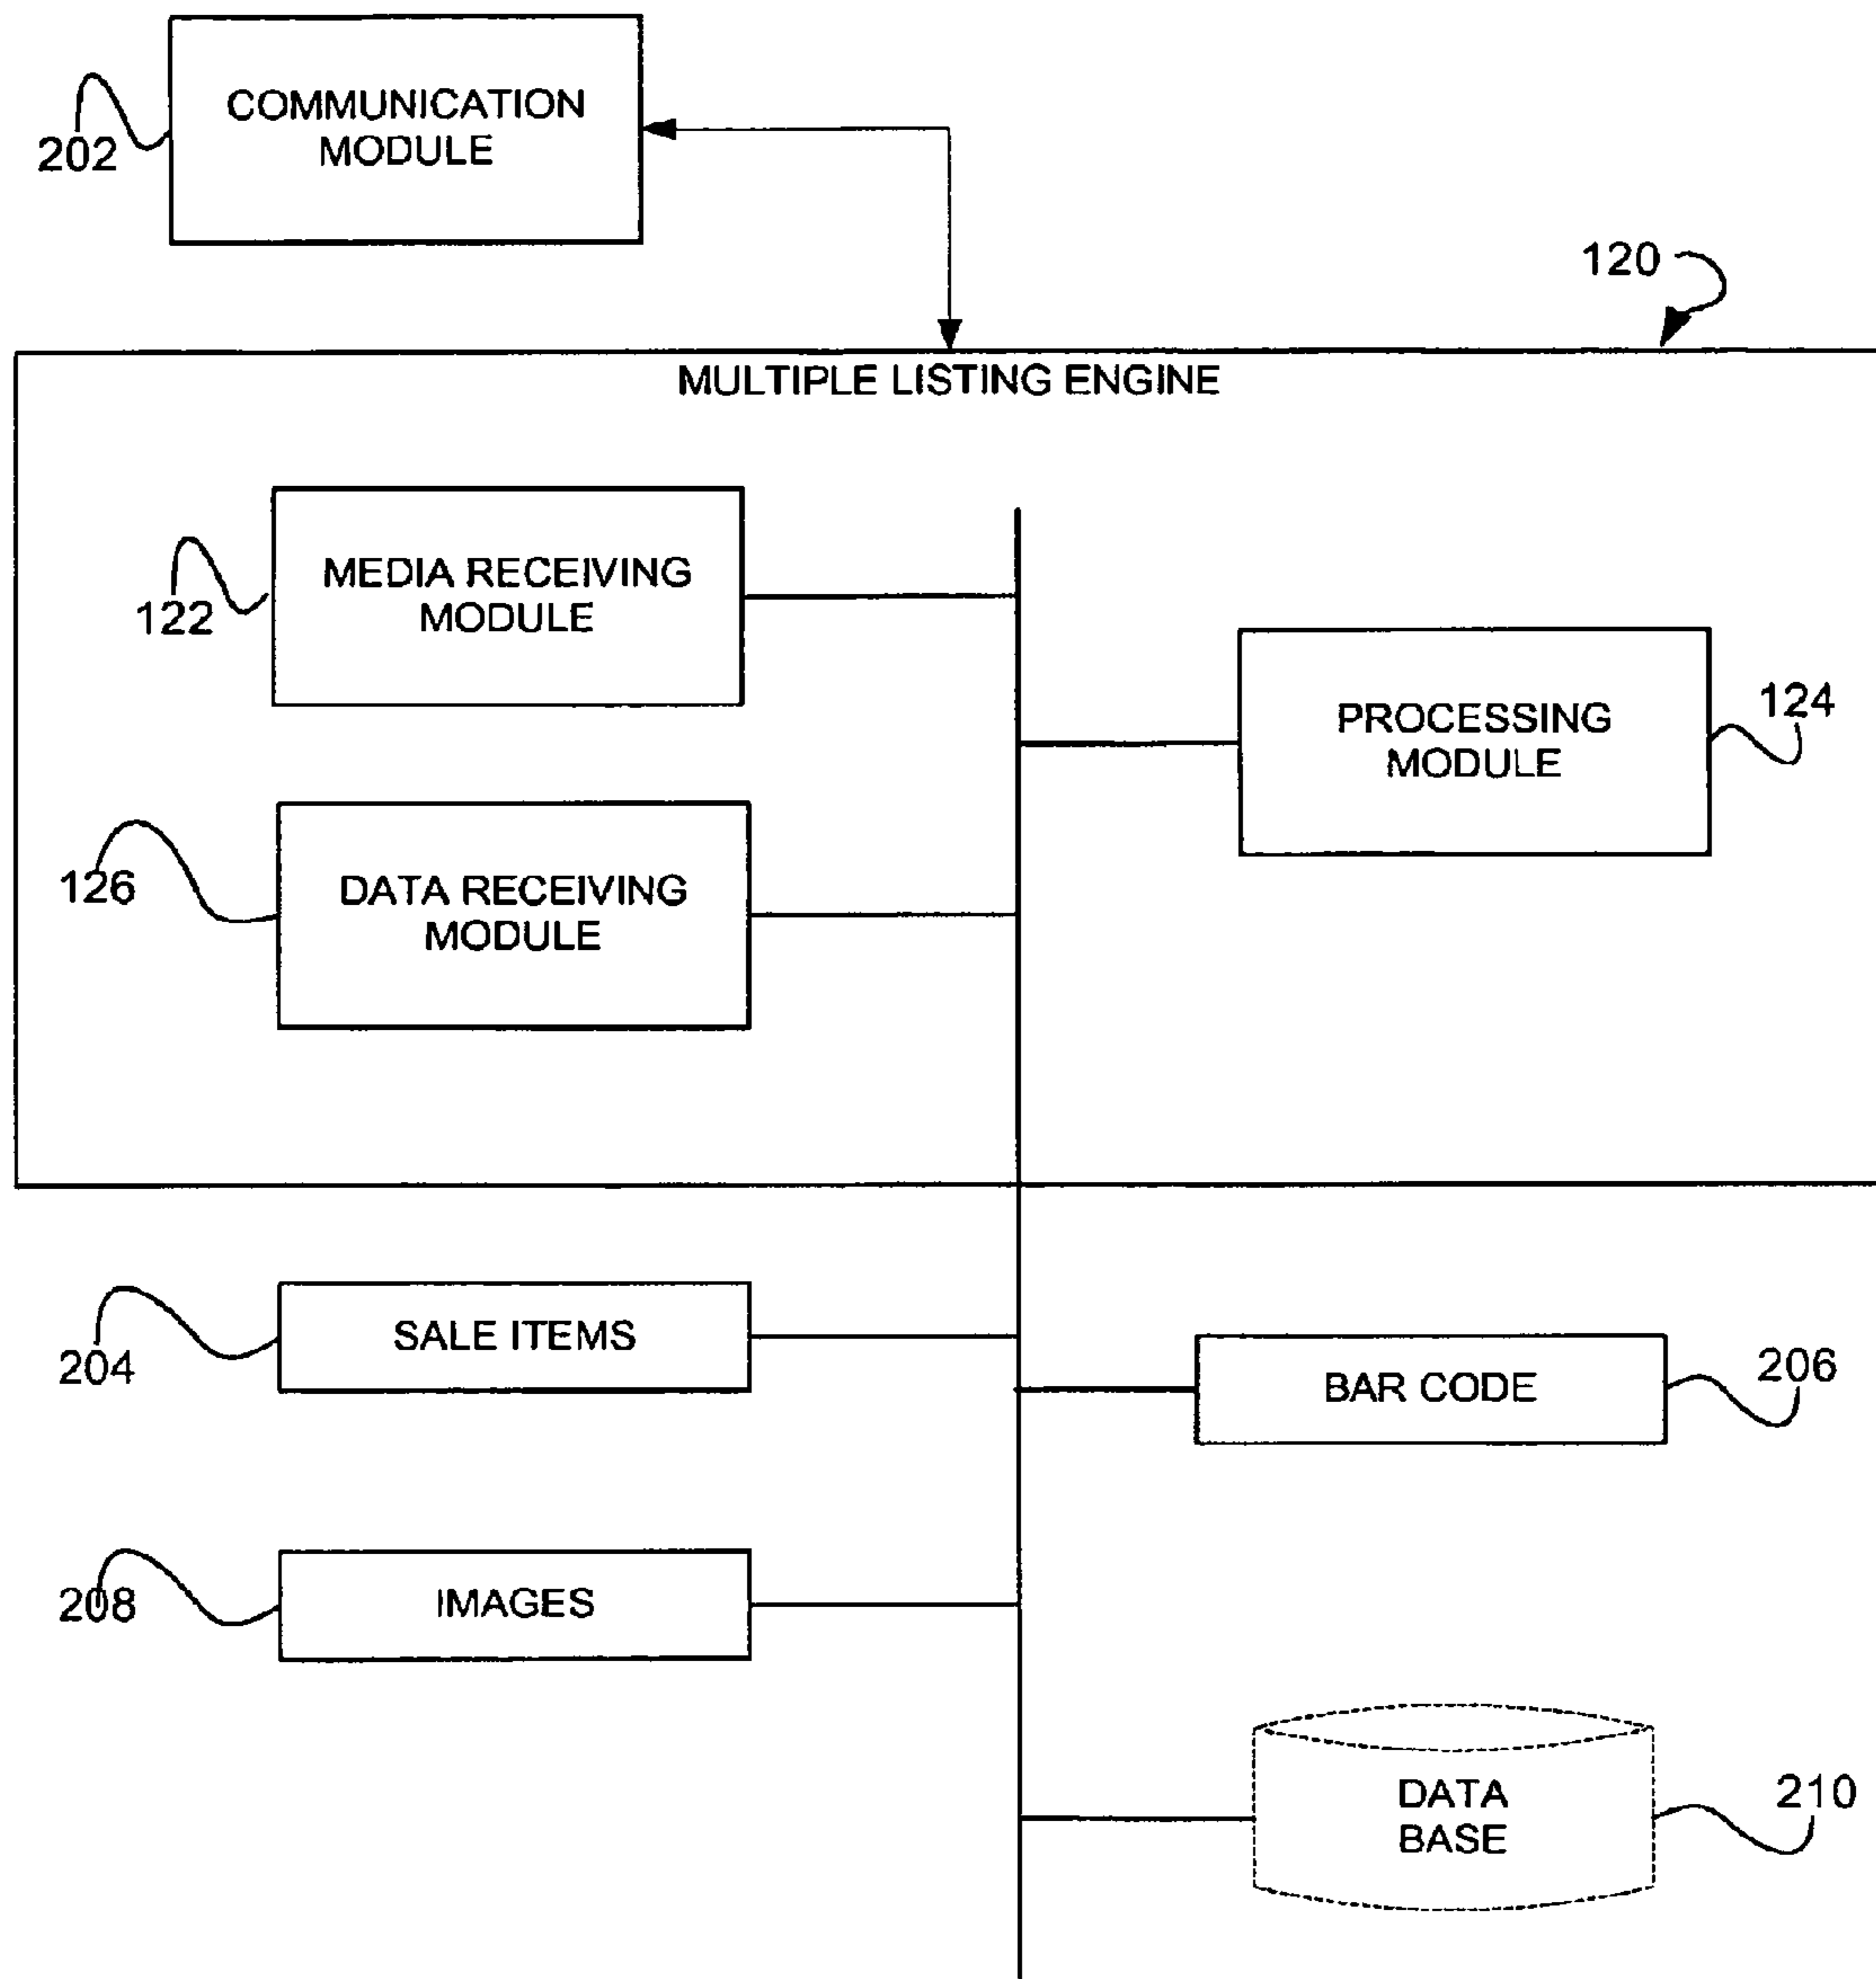 COMMUNICATION
MODULE
202
120
MULTIPLE LISTING ENGINE
MEDIA RECEIVING
MODULE
122
PROCESSING
MODULE
124
DATA RECEIVING
MODULE
126
SALE ITEMS
204
BAR CODE
206
IMAGES
208
DATA
BASE
210